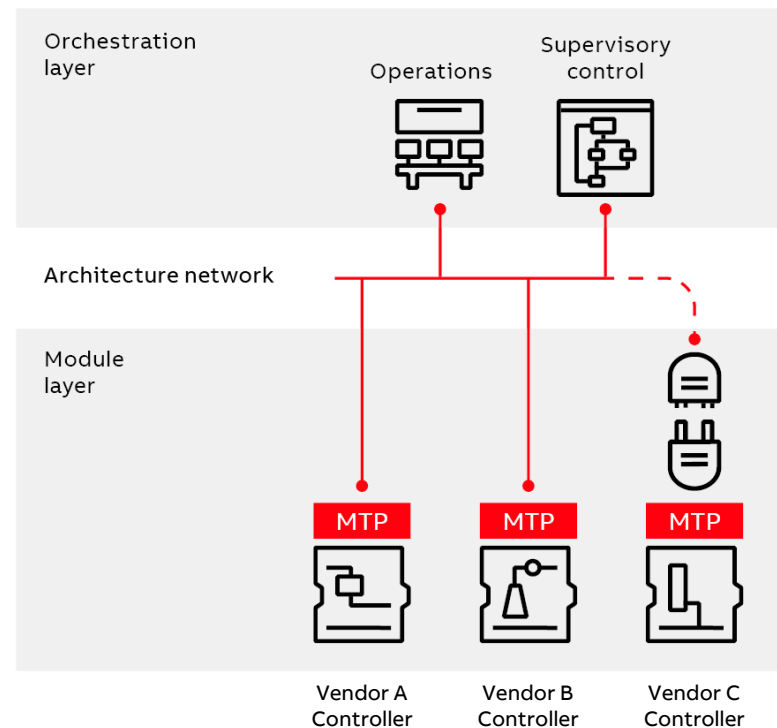 Orchestration
layer
Operations
Supervisory
control
Architecture network
Module
layer
MTP
MTP
MTP
Vendor A
Controller
Vendor B
Controller
Vendor C
Controller